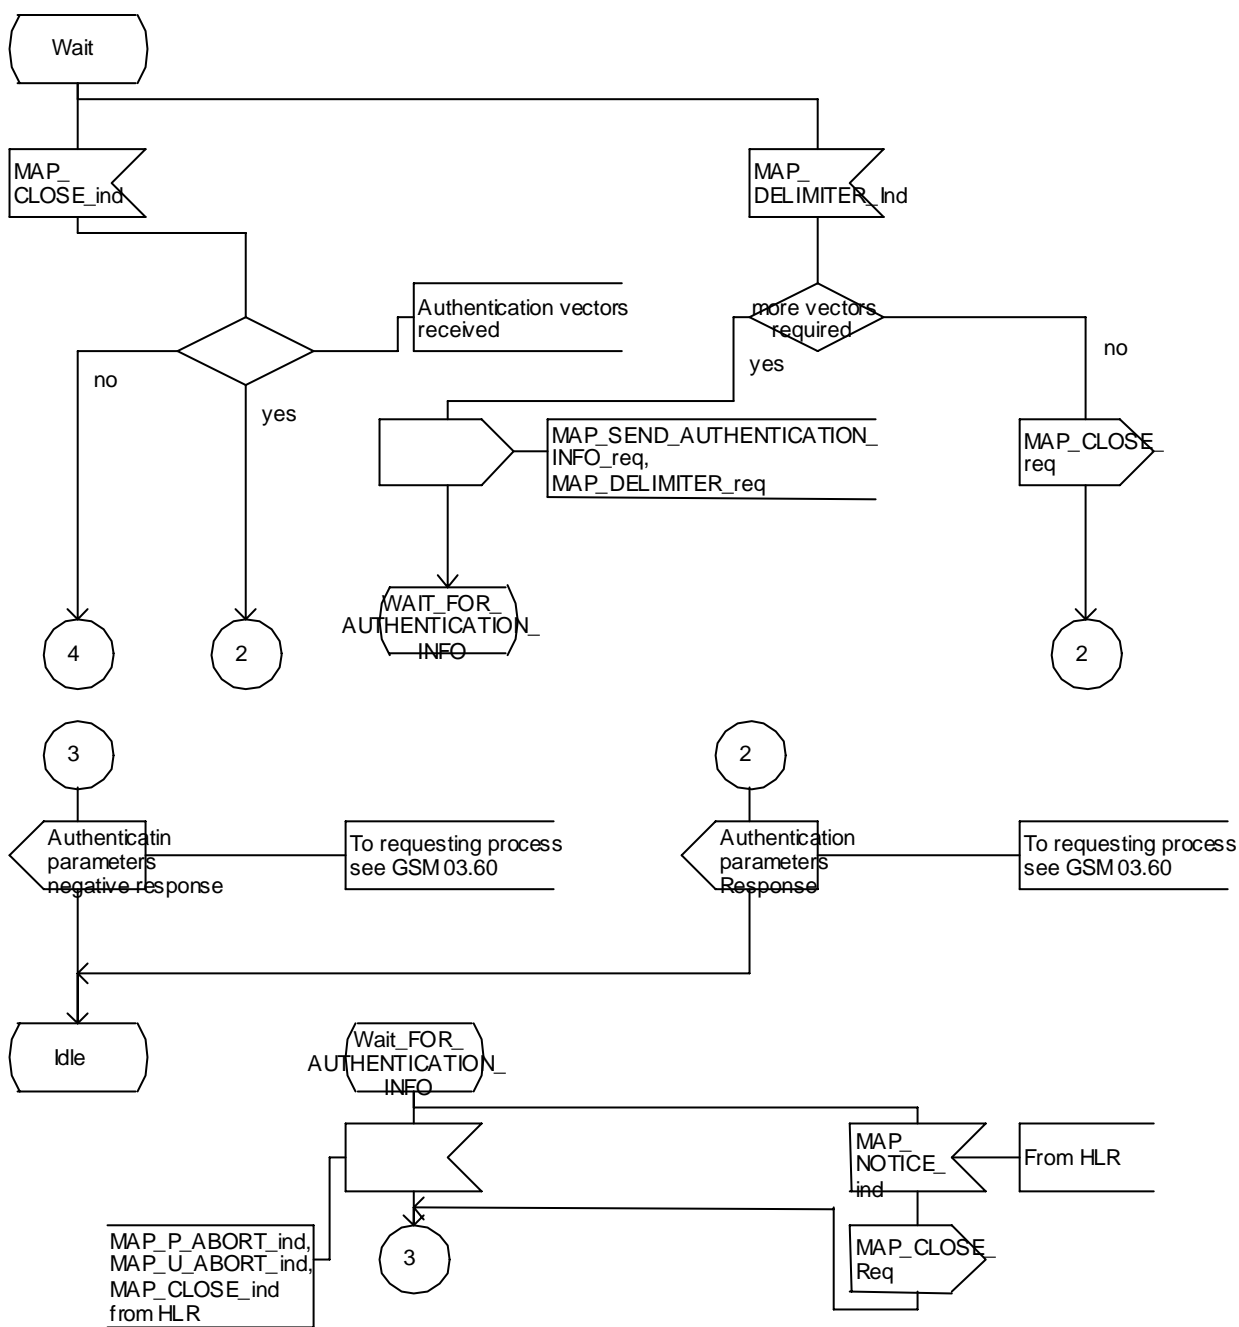 Wait
MAP_
CLOSE_ind
MAP_
DELIMITER_Ind
Authentication vectors
received
more vectors
required
no
yes
yes
no
MAP_SEND_AUTHENTICATION_
INFO_req,
MAP_DELIMITER_req
MAP_CLOSE_
req
WAIT_FOR_
AUTHENTICATION_
INFO
4
2
2
3
2
Authenticatin
parameters
negative response
To requesting process
see GSM 03.60
Authentication
parameters
Response
To requesting process
see GSM 03.60
Idle
Wait_FOR_
AUTHENTICATION_
INFO
MAP_
NOTICE_
ind
From HLR
MAP_P_ABORT_ind,
MAP_U_ABORT_ind,
MAP_CLOSE_ind
from HLR
3
MAP_CLOSE_
Req